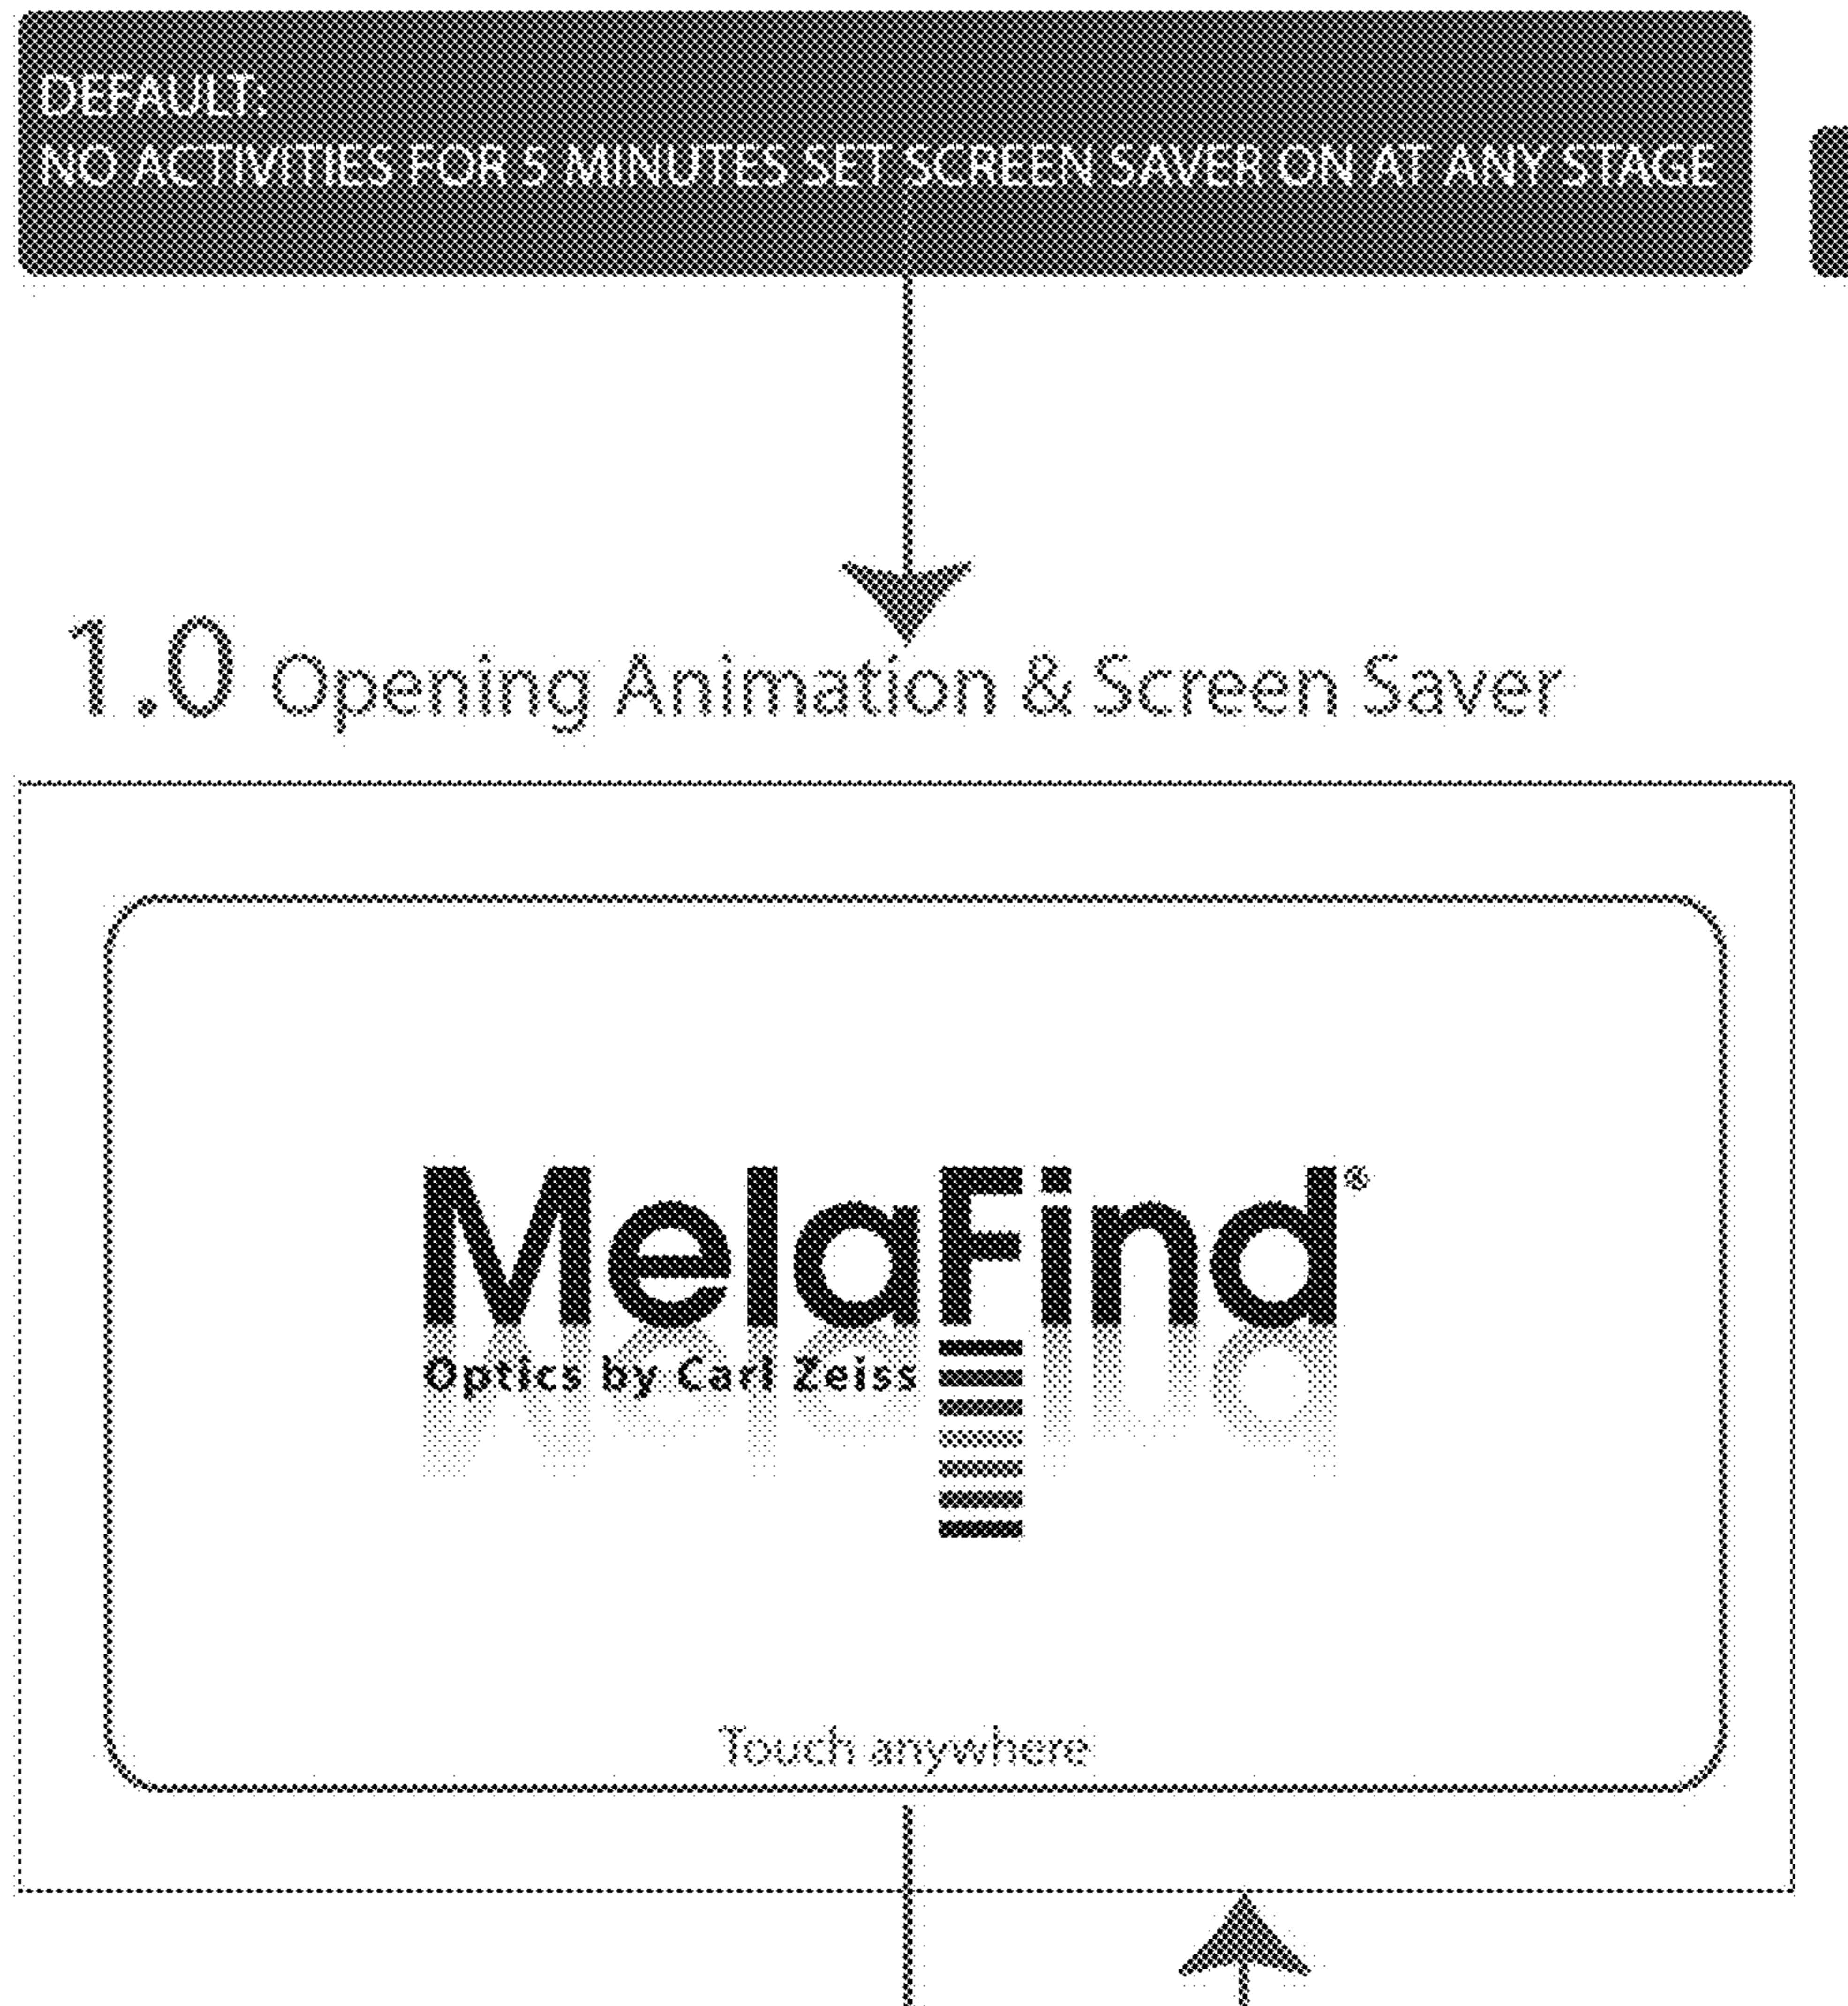 DEFAULT:
NO ACTIVITIES FOR 5 MINUTES SET SCREEN SAVER ON AT ANY STAGE
1.0 Opening Animation & Screen Saver
MelaFind®
Optics by Carl Zeiss
Touch anywhere